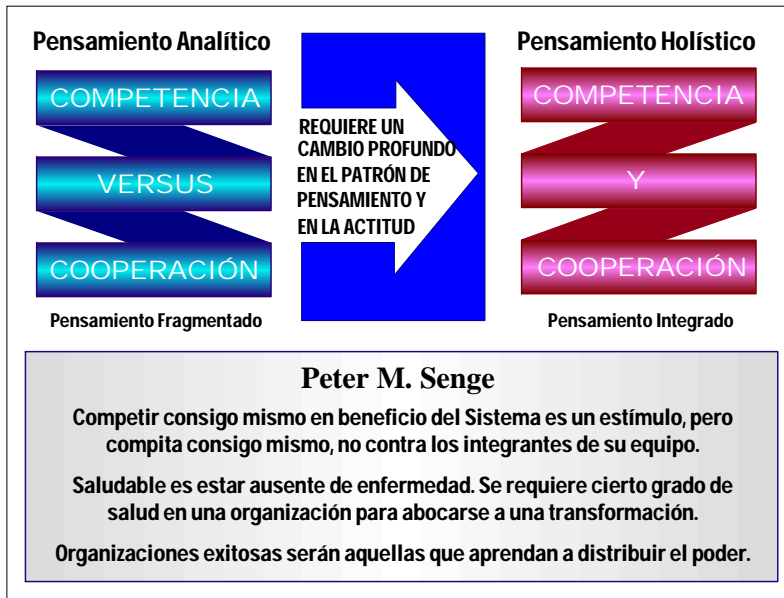 Pensamiento Analítico
COMPETENCIA
VERSUS
COOPERACIÓN
Pensamiento Fragmentado
REQUIERE UN
CAMBIO PROFUNDO
EN EL PATRÓN DE
PENSAMIENTO Y
EN LA ACTITUD
Pensamiento Holístico
COMPETENCIA
Y
COOPERACIÓN
Pensamiento Integrado
Peter M. Senge
Competir consigo mismo en beneficio del Sistema es un estímulo, pero
compita consigo mismo, no contra los integrantes de su equipo.
Saludable es estar ausente de enfermedad. Se requiere cierto grado de
salud en una organización para abocarse a una transformación.
Organizaciones exitosas serán aquellas que aprendan a distribuir el poder.